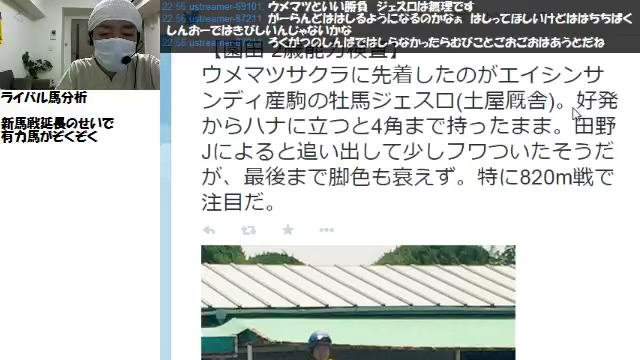 22:56 ustreamer-69101: ウメマツといい勝負 ジェスロは無理です
22:56 ustreamer-87211: がーらんどははしるようになるのかなぁ はしってほしいけどははちちはくしんおーではきびしいんじゃないかな
ろくがつのしんばではしらなかったらむびことごおごおはあうとだね
【園田 2歳能力検査】
ウメマツサクラに先着したのがエイシンサ
ンディ産駒の牡馬ジェスロ(土屋厩舎)。好発
からハナに立つと4角まで持ったまま。田野
Jによると追い出して少しフワついたそうだ
が、最後まで脚色も衰えず。特に820m戦で
注目だ。
ライバル馬分析
新馬戦延長のせいで
有力馬がぞくぞく